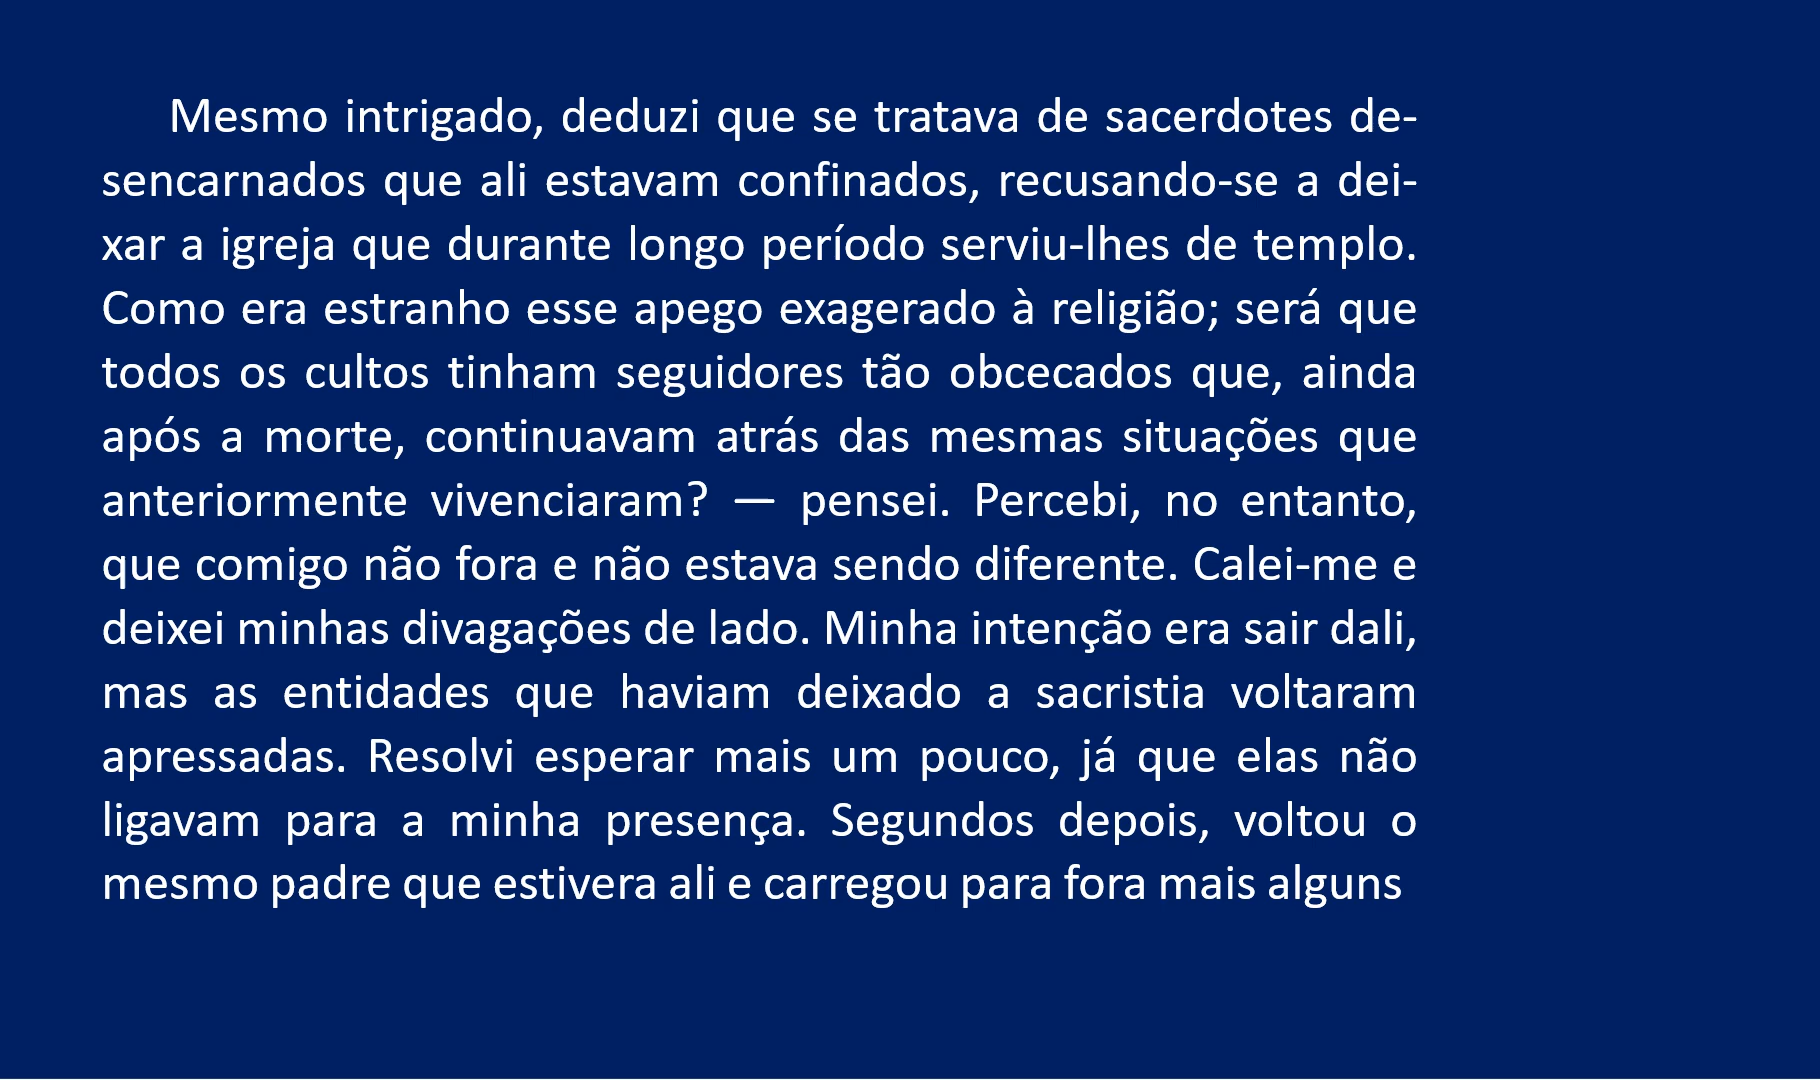 Mesmo intrigado, deduzi que se tratava de sacerdotes de-
sencarnados que ali estavam confinados, recusando-se a dei-
xar a igreja que durante longo período serviu-lhes de templo.
Como era estranho esse apego exagerado à religião; será que
todos os cultos tinham seguidores tão obcecados que, ainda
após a morte, continuavam atrás das mesmas situações que
anteriormente vivenciaram? — pensei. Percebi, no entanto,
que comigo não fora e não estava sendo diferente. Calei-me e
deixei minhas divagações de lado. Minha intenção era sair dali,
mas as entidades que haviam deixado a sacristia voltaram
apressadas. Resolvi esperar mais um pouco, já que elas não
ligavam para a minha presença. Segundos depois, voltou o
mesmo padre que estivera ali e carregou para fora mais alguns